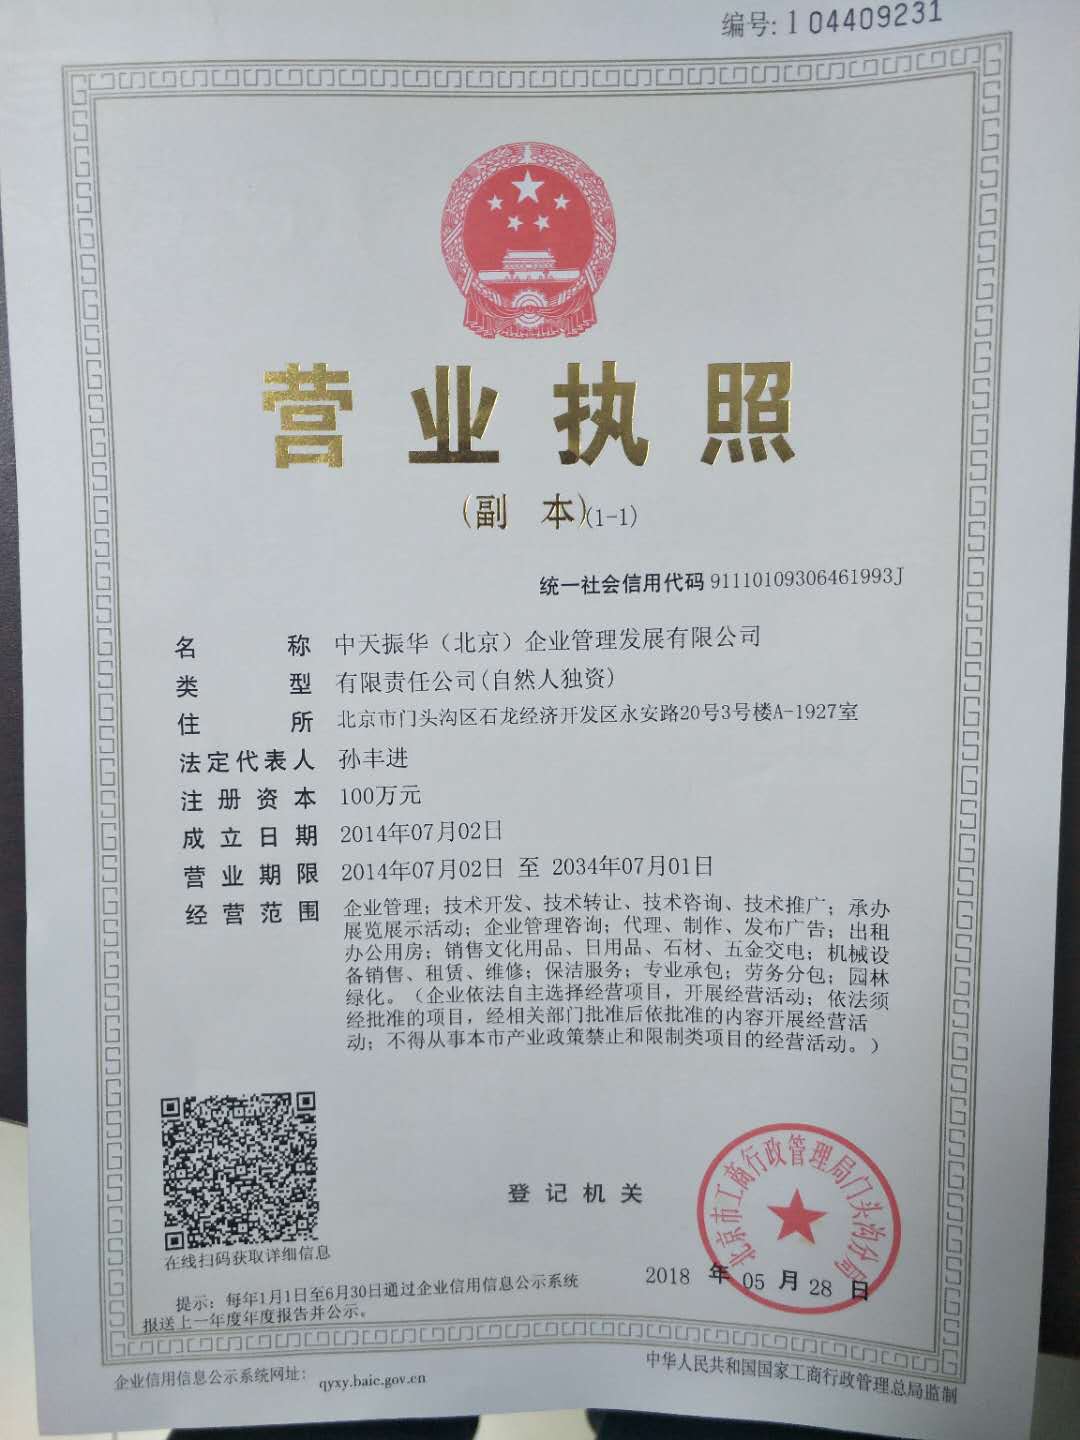 编号: 1 04409231
营业执照
(副 本)(1-1)
统一社会信用代码 91110109306461993J
名 称 中天振华（北京）企业管理发展有限公司
类 型 有限责任公司(自然人独资)
住 所 北京市门头沟区石龙经济开发区永安路20号3号楼A-1927室
法定代表人 孙丰进
注册资本 100万元
成立日期 2014年07月02日
营业期限 2014年07月02日 至 2034年07月01日
经营范围 企业管理；技术开发、技术转让、技术咨询、技术推广；承办
展览展示活动；企业管理咨询；代理、制作、发布广告；出租
办公用房；销售文化用品、日用品、石材、五金交电；机械设
备销售、租赁、维修；保洁服务；专业承包；劳务分包；园林
绿化。（企业依法自主选择经营项目，开展经营活动；依法须
经批准的项目，经相关部门批准后依批准的内容开展经营活
动；不得从事本市产业政策禁止和限制类项目的经营活动。）
在线扫码获取详细信息
登记机关
北京市工商行政管理局门头沟分局
2018 年 05 月 28 日
提示：每年1月1日至6月30日通过企业信用信息公示系统
报送上一年度年度报告并公示。
企业信用信息公示系统网址： qyxy.baic.gov.cn
中华人民共和国国家工商行政管理总局监制